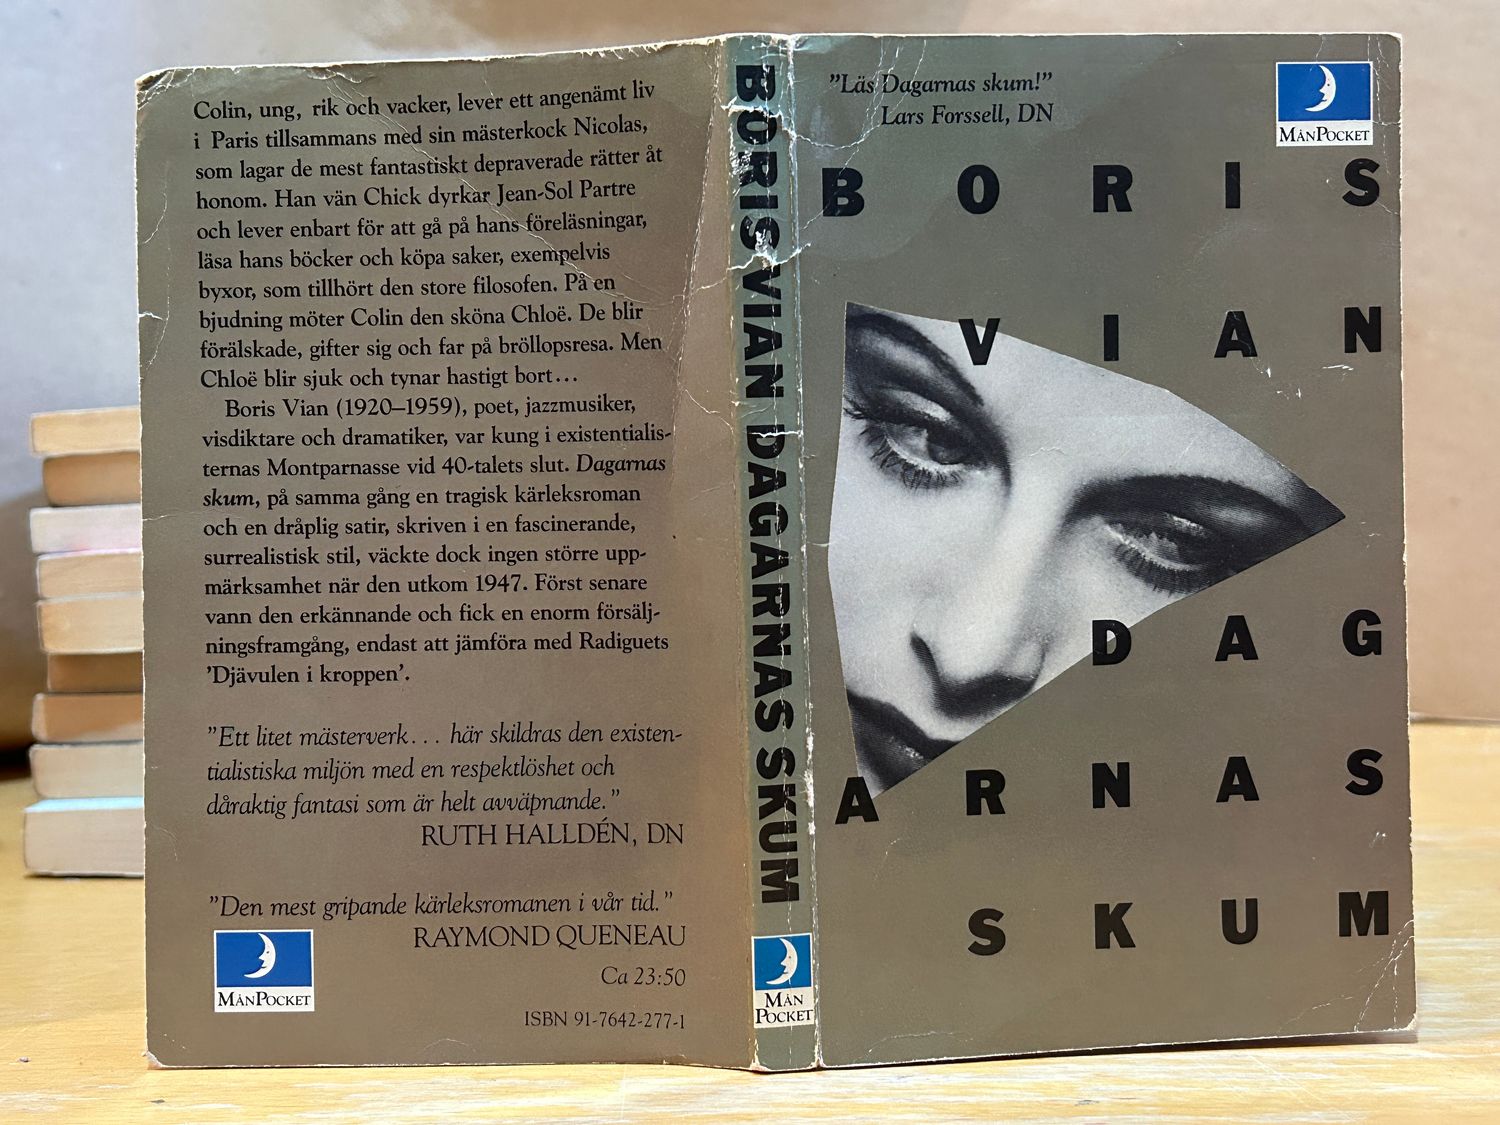 Colin, ung, rik och vacker, lever ett angenämt liv
i Paris tillsammans med sin mästerkock Nicolas,
som lagar de mest fantastiskt depraverade rätter åt
honom. Han vän Chick dyrkar Jean-Sol Partre
och lever enbart för att gå på hans föreläsningar,
läsa hans böcker och köpa saker, exempelvis
byxor, som tillhört den store filosofen. På en
bjudning möter Colin den sköna Chloë. De blir
förälskade, gifter sig och far på bröllopsresa. Men
Chloë blir sjuk och tynar hastigt bort...
Boris Vian (1920–1959), poet, jazzmusiker,
visdiktare och dramatiker, var kung i existentialis-
ternas Montparnasse vid 40-talets slut. Dagarnas
skum, på samma gång en tragisk kärleksroman
och en dråplig satir, skriven i en fascinerande,
surrealistisk stil, väckte dock ingen större upp-
märksamhet när den utkom 1947. Först senare
vann den erkännande och fick en enorm försälj-
ningsframgång, endast att jämföra med Radiguets
'Djävulen i kroppen'.
"Ett litet mästerverk... här skildras den existen-
tialistiska miljön med en respektlöshet och
dåraktig fantasi som är helt avväpnande."
RUTH HALLDÉN, DN
"Den mest gripande kärleksromanen i vår tid."
RAYMOND QUENEAU
MÅNPOCKET
Ca 23:50
ISBN 91-7642-277-1
BORIS VIAN DAGARNAS SKUM
MÅN
POCKET
"Läs Dagarnas skum!"
Lars Forssell, DN
MÅNPOCKET
BORIS
VIAN
DAG
ARNAS
SKUM